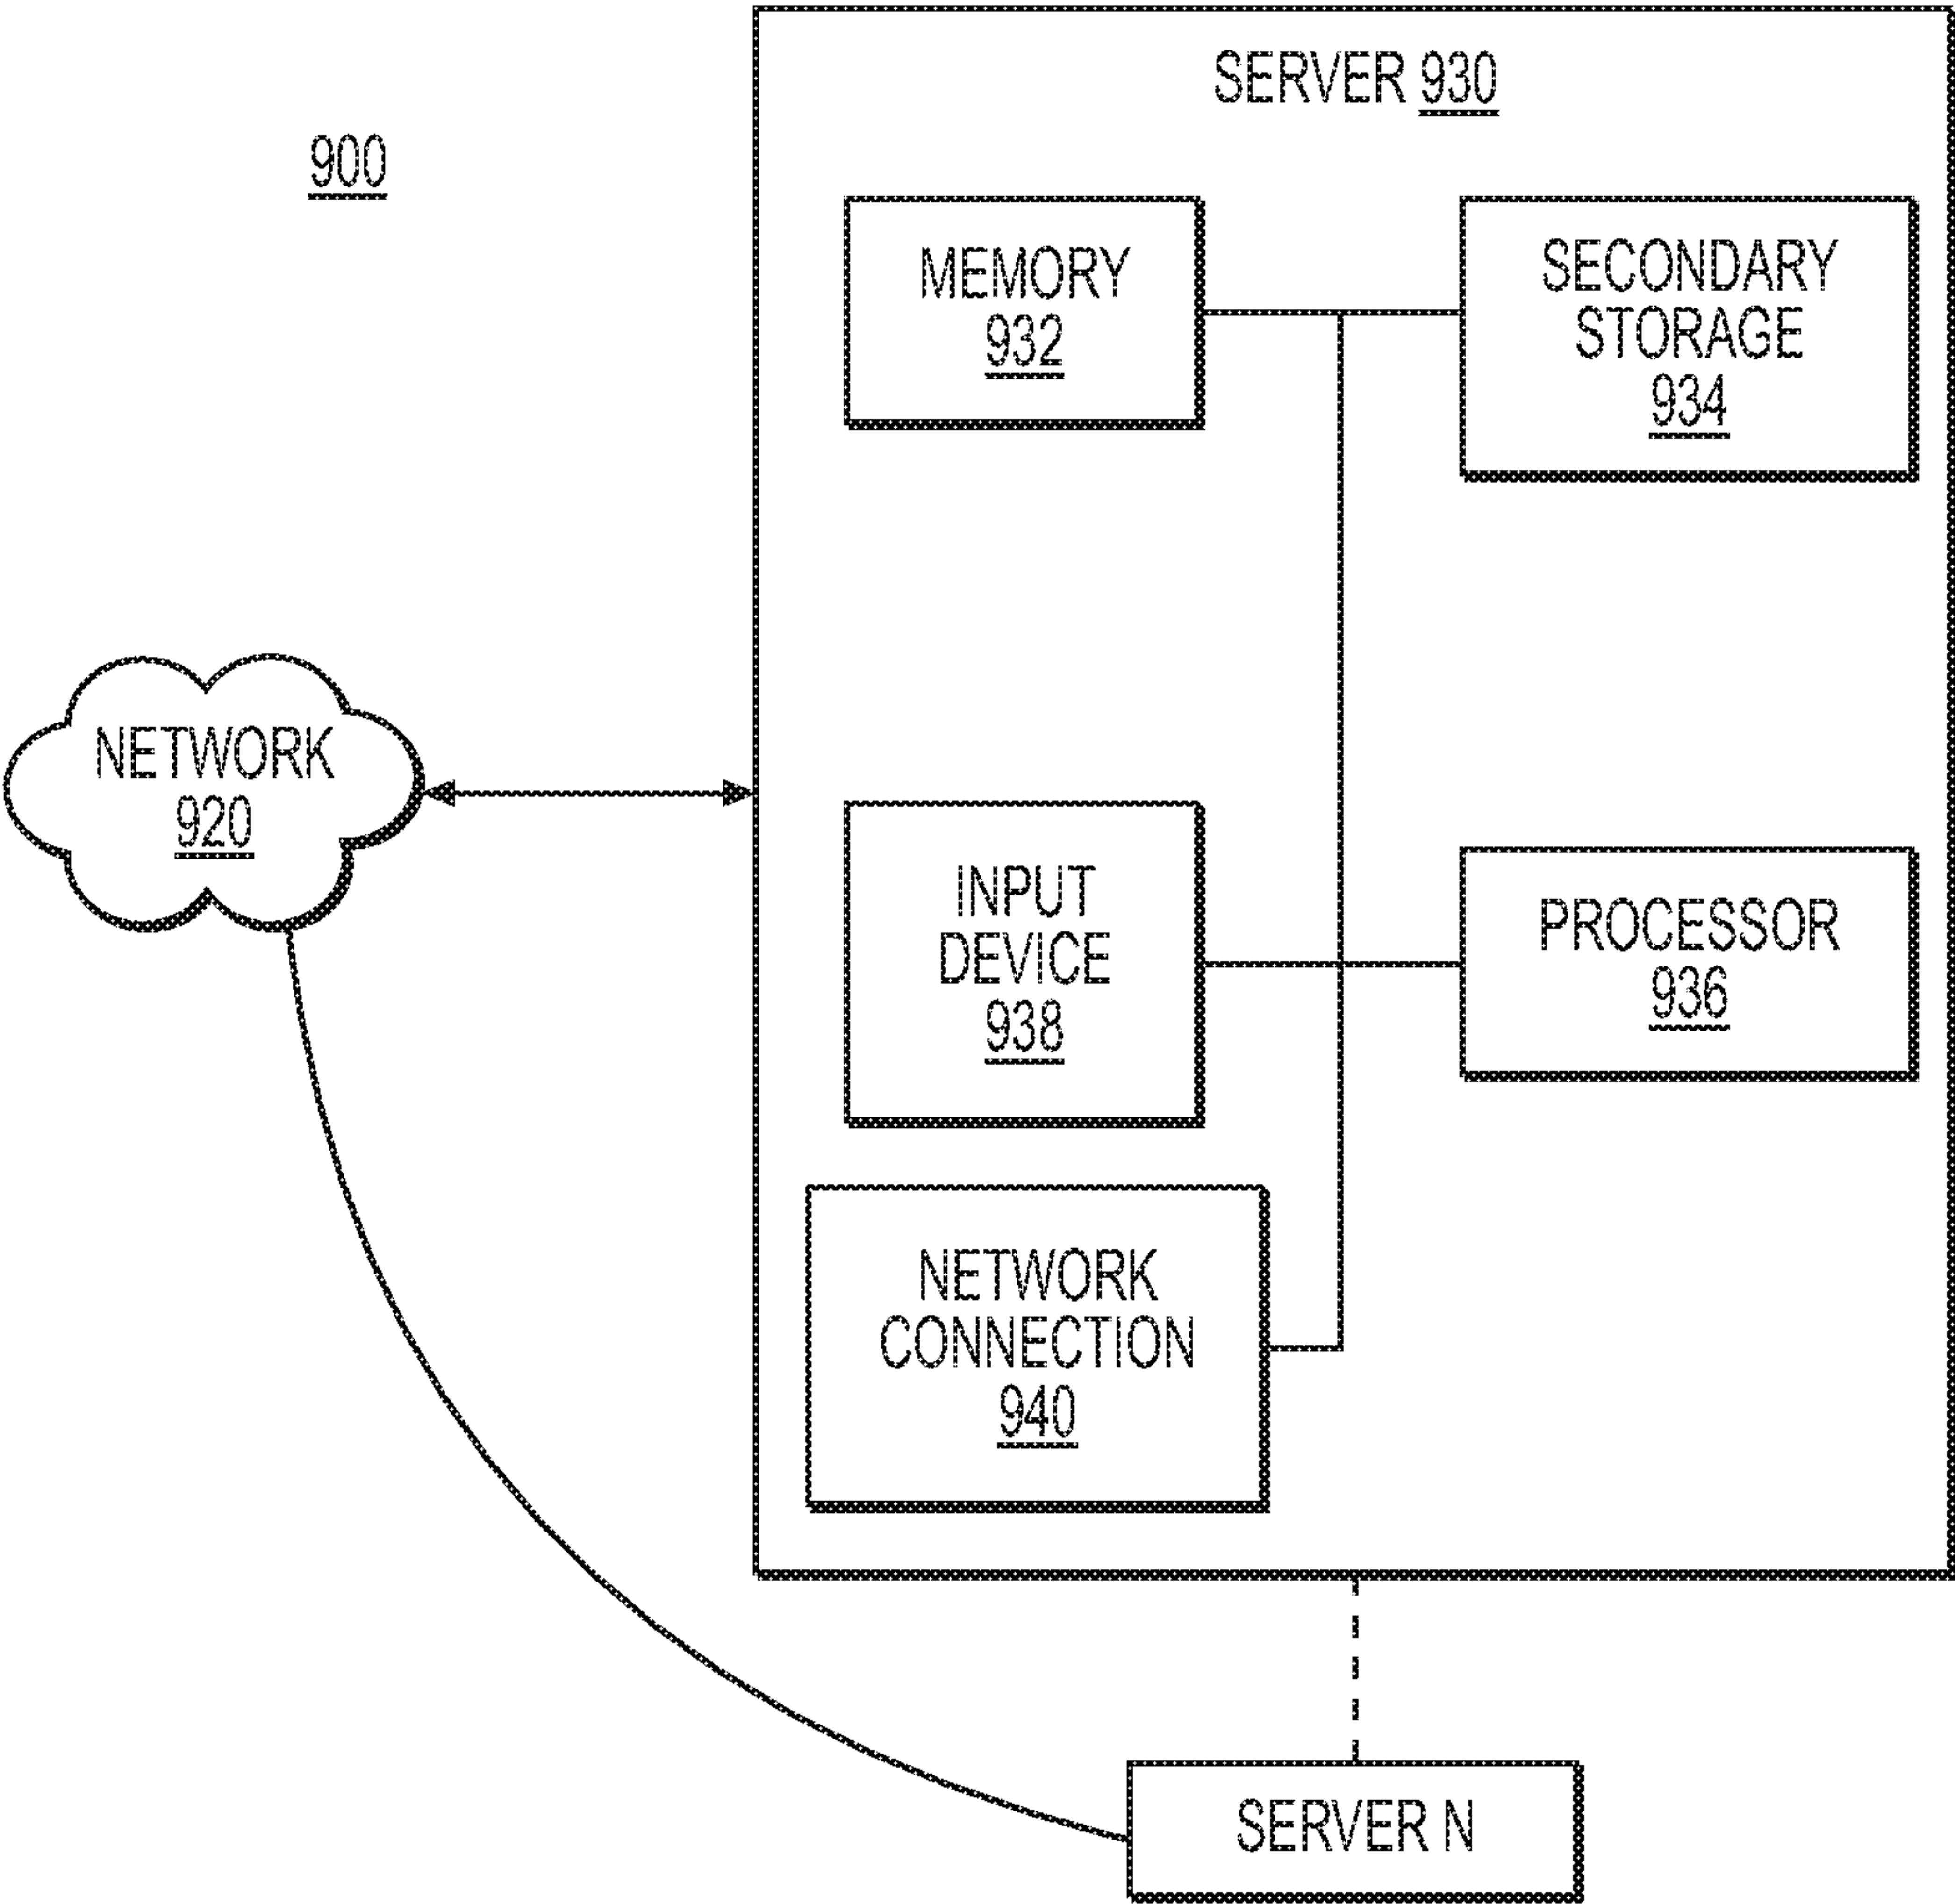 SERVER 930
900
MEMORY
932
SECONDARY
STORAGE
934
NETWORK
920
INPUT
DEVICE
938
PROCESSOR
936
NETWORK
CONNECTION
940
SERVER N